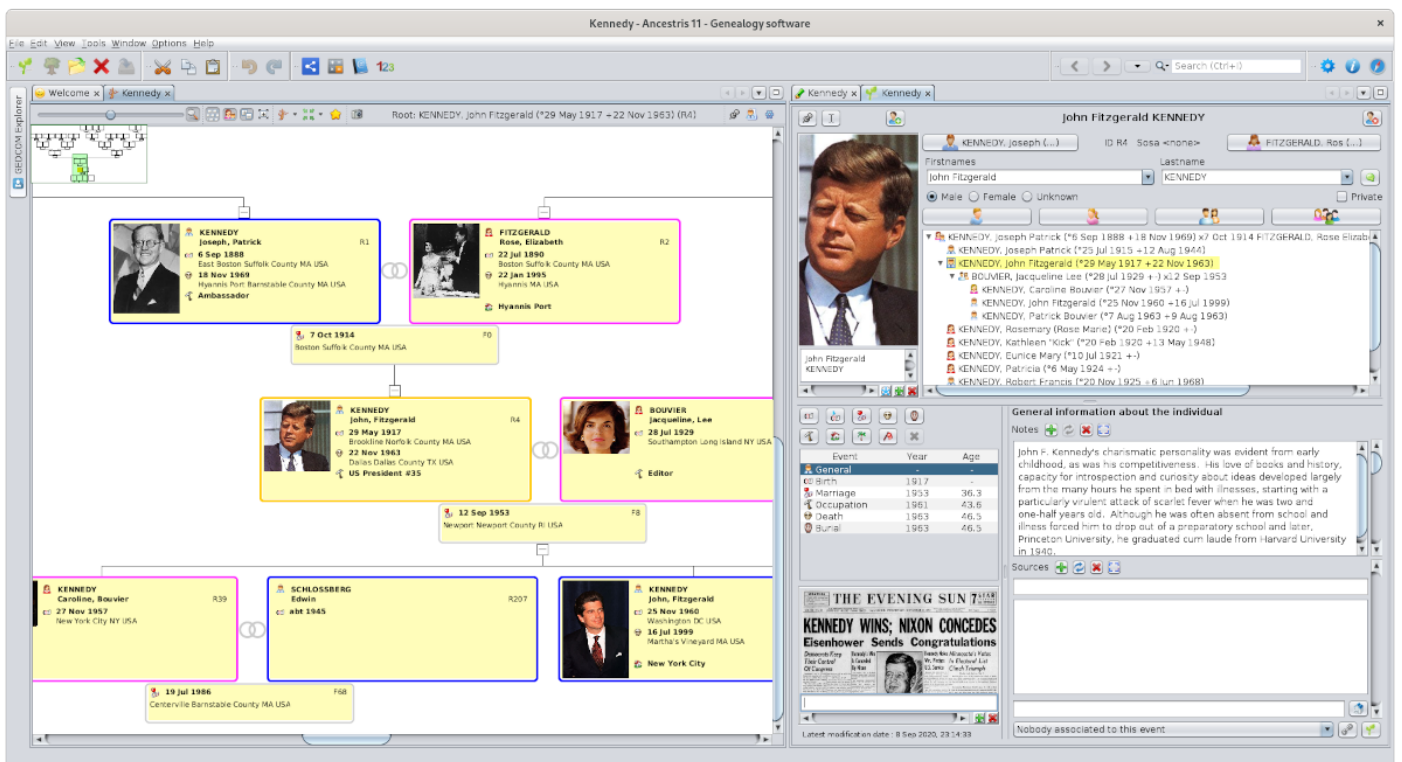 Kennedy - Ancestris 11 - Genealogy software
File Edit View Tools Window Options Help
123
Search (Ctrl+I)
GEDCOM Explorer
Welcome
Kennedy
Root: KENNEDY, John Fitzgerald (*29 May 1917 +22 Nov 1963) (R4)
KENNEDY
Joseph, Patrick R1
6 Sep 1888
East Boston Suffolk County MA USA
18 Nov 1969
Hyannis Port Barnstable County MA USA
Ambassador
FITZGERALD
Rose, Elizabeth R2
22 Jul 1890
Boston Suffolk County MA USA
22 Jan 1995
Hyannis MA USA
Hyannis Port
7 Oct 1914 F0
Boston Suffolk County MA USA
KENNEDY
John, Fitzgerald R4
29 May 1917
Brookline Norfolk County MA USA
22 Nov 1963
Dallas Dallas County TX USA
US President #35
BOUVIER
Jacqueline, Lee
28 Jul 1929
Southampton Long Island NY USA
Editor
12 Sep 1953 F8
Newport Newport County RI USA
KENNEDY
Caroline, Bouvier R39
27 Nov 1957
New York City NY USA
SCHLOSSBERG
Edwin R207
abt 1945
KENNEDY
John, Fitzgerald
25 Nov 1960
Washington DC USA
16 Jul 1999
Martha's Vineyard MA USA
New York City
19 Jul 1986 F68
Centerville Barnstable County MA USA
Kennedy
Kennedy
John Fitzgerald KENNEDY
KENNEDY, Joseph (...) ID R4 Sosa <none> FITZGERALD, Ros (...)
Firstnames Lastname
John Fitzgerald KENNEDY
Male Female Unknown Private
KENNEDY, Joseph Patrick (*6 Sep 1888 +18 Nov 1969) x7 Oct 1914 FITZGERALD, Rose Elizab
KENNEDY, Joseph Patrick (*25 Jul 1915 +12 Aug 1944)
KENNEDY, John Fitzgerald (*29 May 1917 +22 Nov 1963)
BOUVIER, Jacqueline Lee (*28 Jul 1929 +-) x12 Sep 1953
KENNEDY, Caroline Bouvier (*27 Nov 1957 +-)
KENNEDY, John Fitzgerald (*25 Nov 1960 +16 Jul 1999)
KENNEDY, Patrick Bouvier (*7 Aug 1963 +9 Aug 1963)
KENNEDY, Rosemary (Rose Marie) (*20 Feb 1920 +-)
KENNEDY, Kathleen "Kick" (*20 Feb 1920 +13 May 1948)
KENNEDY, Eunice Mary (*10 Jul 1921 +-)
KENNEDY, Patricia (*6 May 1924 +-)
KENNEDY, Robert Francis (*20 Nov 1925 +6 Jun 1968)
John Fitzgerald
KENNEDY
Event Year Age
General - -
Birth 1917 -
Marriage 1953 36.3
Occupation 1961 43.6
Death 1963 46.5
Burial 1963 46.5
THE EVENING SUN
KENNEDY WINS; NIXON CONCEDES
Eisenhower Sends Congratulations
Latest modification date : 8 Sep 2020, 23:14:33
General information about the individual
Notes
John F. Kennedy's charismatic personality was evident from early
childhood, as was his competitiveness. His love of books and history,
capacity for introspection and curiosity about ideas developed largely
from the many hours he spent in bed with illnesses, starting with a
particularly virulent attack of scarlet fever when he was two and
one-half years old. Although he was often absent from school and
illness forced him to drop out of a preparatory school and later,
Princeton University, he graduated cum laude from Harvard University
in 1940.
Sources
Nobody associated to this event